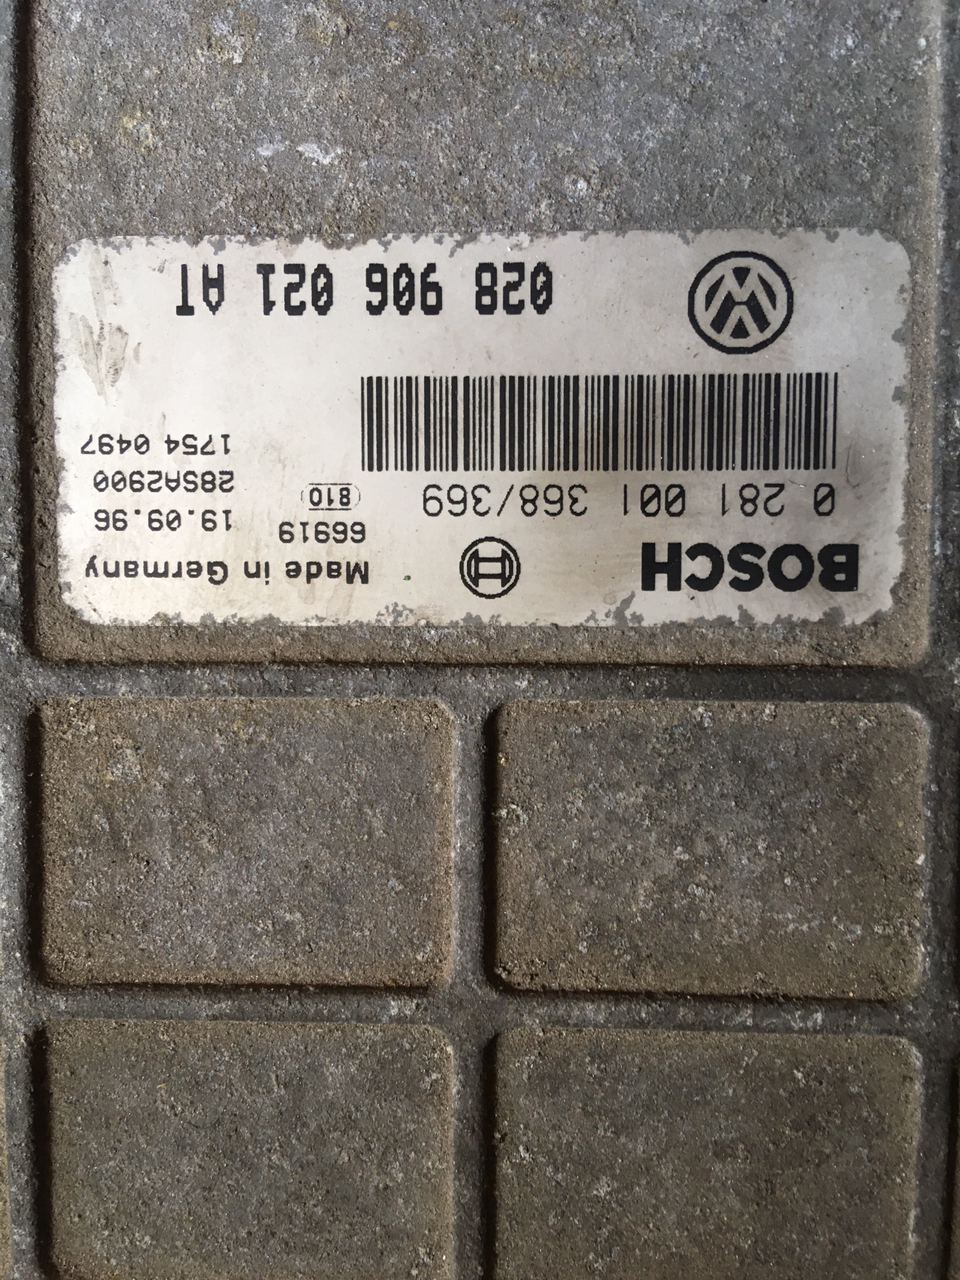 BOSCH
Made in Germany
66919 19.09.96
0 281 001 368/369
810
28SA2900
1754 0497
028 906 021 AT